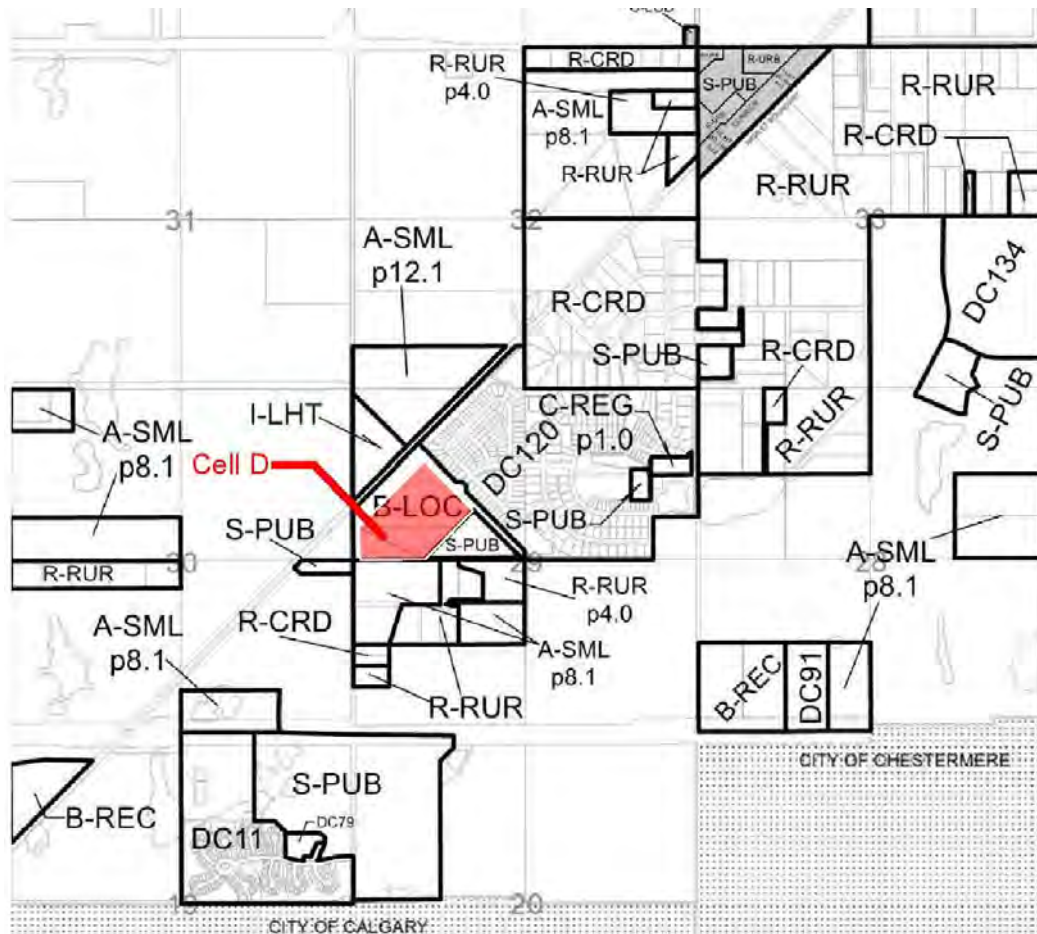 R-RUR
p4.0
R-CRD
S-PUB
R-URB
A-SML
p8.1
R-RUR
R-RUR
R-CRD
R-RUR
31
32
A-SML
p12.1
R-CRD
DC134
S-PUB
R-CRD
S-PUB
I-LHT
C-REG
p1.0
DC120
R-RUR
A-SML
p8.1
Cell D
B-LOC
S-PUB
S-PUB
S-PUB
A-SML
p8.1
30
29
28
R-RUR
R-RUR
p4.0
A-SML
p8.1
R-CRD
A-SML
p8.1
R-RUR
B-REC
DC91
S-PUB
CITY OF CHESTERMERE
B-REC
DC11
DC79
20
CITY OF CALGARY